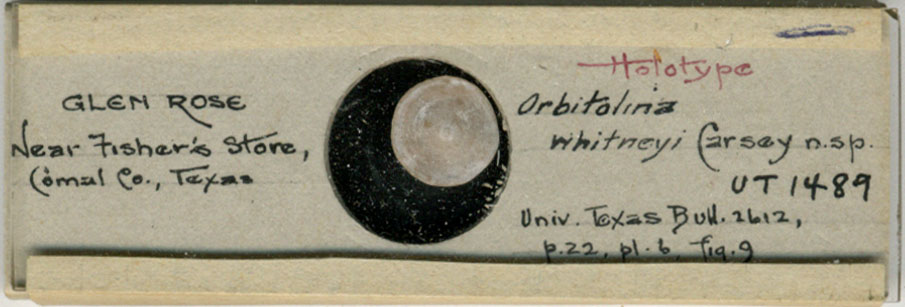 GLEN ROSE
Near Fisher's Store,
Comal Co., Texas
Holotype
Orbitolina
whitneyi Carsey n.sp.
UT 1489
Univ. Texas Bull. 2612,
p.22, pl.6, fig.9